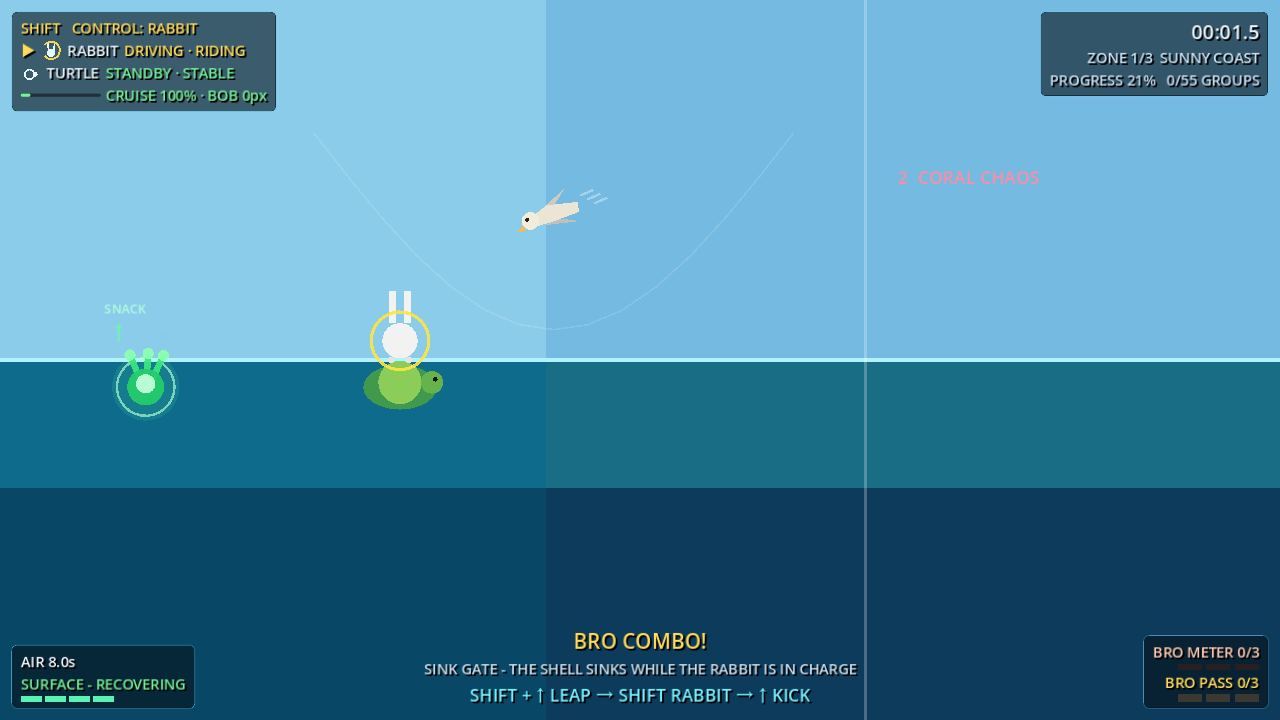 SHIFT CONTROL: RABBIT
RABBIT DRIVING · RIDING
TURTLE STANDBY · STABLE
CRUISE 100% · BOB 0px
00:01.5
ZONE 1/3 SUNNY COAST
PROGRESS 21% 0/55 GROUPS
2 CORAL CHAOS
SNACK
↑
BRO COMBO!
SINK GATE - THE SHELL SINKS WHILE THE RABBIT IS IN CHARGE
SHIFT + ↑ LEAP → SHIFT RABBIT → ↑ KICK
AIR 8.0s
SURFACE - RECOVERING
BRO METER 0/3
BRO PASS 0/3